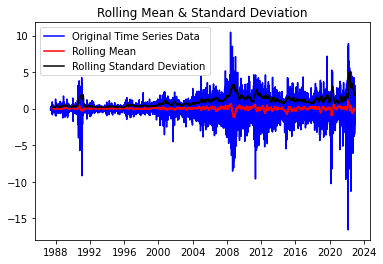 Rolling Mean & Standard Deviation
Original Time Series Data
Rolling Mean
Rolling Standard Deviation
10
5
0
−5
−10
−15
1988 1992 1996 2000 2004 2008 2012 2016 2020 2024